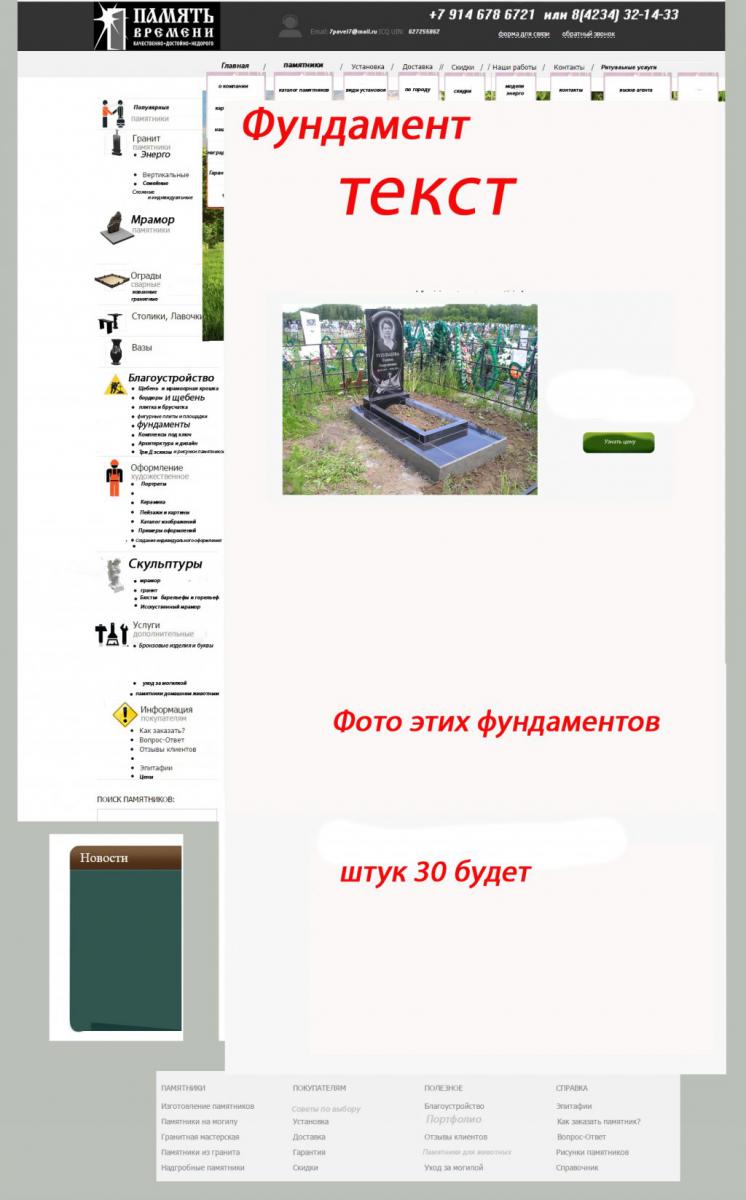 ПАМЯТЬ
ВРЕМЕНИ
КАЧЕСТВЕННО•ДОСТОЙНО•НЕДОРОГО
+7 914 678 6721 или 8(4234) 32-14-33
Email: 7pavel7@mail.ru ICQ UIN: 627255862
форма для связи обратный звонок
Главная / ПАМЯТНИКИ / Установка / Доставка / Скидки / / Наши работы / Контакты / Ритуальные услуги
о компании
каталог памятников
виды установок
по городу
скидки
модели
энерго
контакты
вызов агента
Популярные
памятники
Гранит
памятники
Энерго
Вертикальные
Семейные
Сложные
и индивидуальные
Мрамор
памятники
Ограды
сварные
кованные
гранитные
Столики, Лавочки
Вазы
Благоустройство
Щебень и мраморная крошка
бордюры и щебень
плитка и брусчатка
фигурные плиты и площадки
фундаменты
Комплексы под ключ
Архитерктура и дизайн
Три Д эскизы и рисунки памятников
Оформление
художественное
Портреты
Керамика
Пейзажи и картины
Каталог изображений
Примеры оформлений
Создание индивидуального оформления
Скульптуры
мрамор
гранит
Бюсты барельефы и горельеф
Исскуственный мрамор
Услуги
дополнительные
Бронзовые изделия и буквы
уход за могилкой
памятники домашним животным
Информация
покупателям
Как заказать?
Вопрос-Ответ
Отзывы клиентов
Эпитафии
Цены
ПОИСК ПАМЯТНИКОВ:
Новости
Фундамент
текст
Узнать цену
Фото этих фундаментов
штук 30 будет
ПАМЯТНИКИ
Изготовление памятников
Памятники на могилу
Гранитная мастерская
Памятники из гранита
Надгробные памятники
ПОКУПАТЕЛЯМ
Советы по выбору
Установка
Доставка
Гарантия
Скидки
ПОЛЕЗНОЕ
Благоустройство
Портфолио
Отзывы клиентов
Памятники для животных
Уход за могилой
СПРАВКА
Эпитафии
Как заказать памятник?
Вопрос-Ответ
Рисунки памятников
Справочник